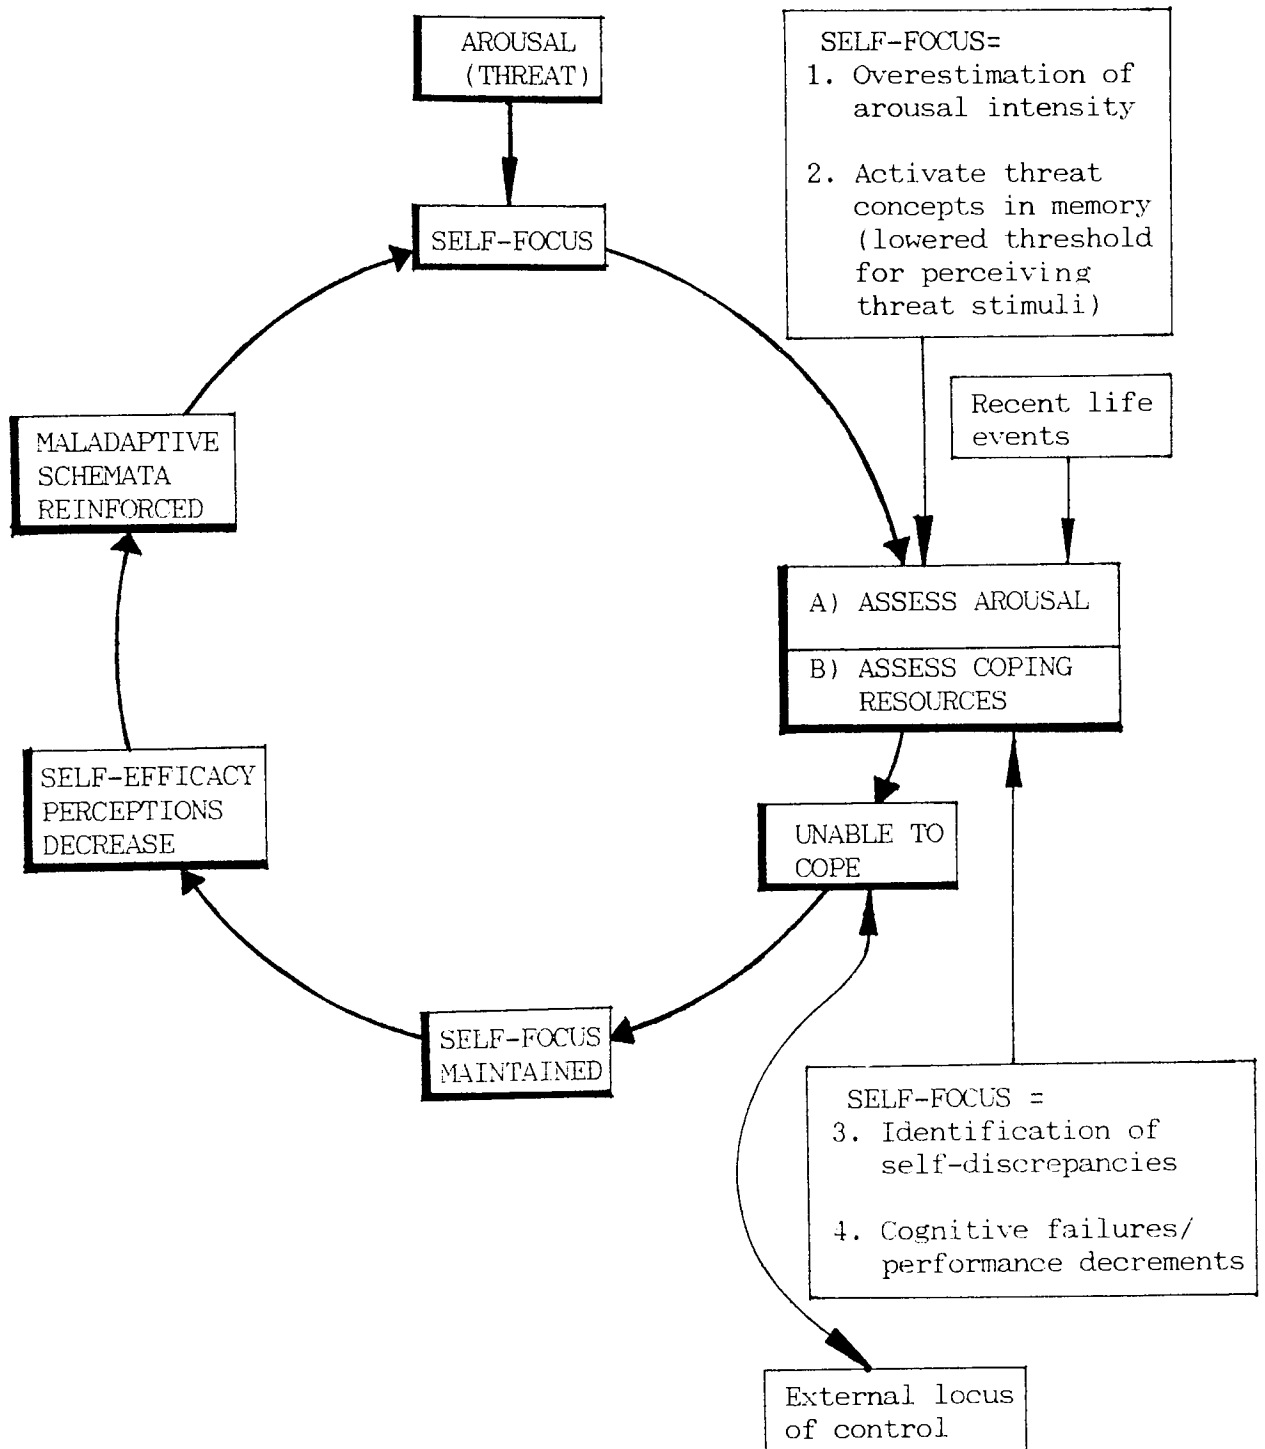 AROUSAL
(THREAT)
SELF-FOCUS=
1. Overestimation of
arousal intensity
2. Activate threat
concepts in memory
(lowered threshold
for perceiving
threat stimuli)
SELF-FOCUS
Recent life
events
MALADAPTIVE
SCHEMATA
REINFORCED
A) ASSESS AROUSAL
B) ASSESS COPING
RESOURCES
SELF-EFFICACY
PERCEPTIONS
DECREASE
UNABLE TO
COPE
SELF-FOCUS
MAINTAINED
SELF-FOCUS =
3. Identification of
self-discrepancies
4. Cognitive failures/
performance decrements
External locus
of control